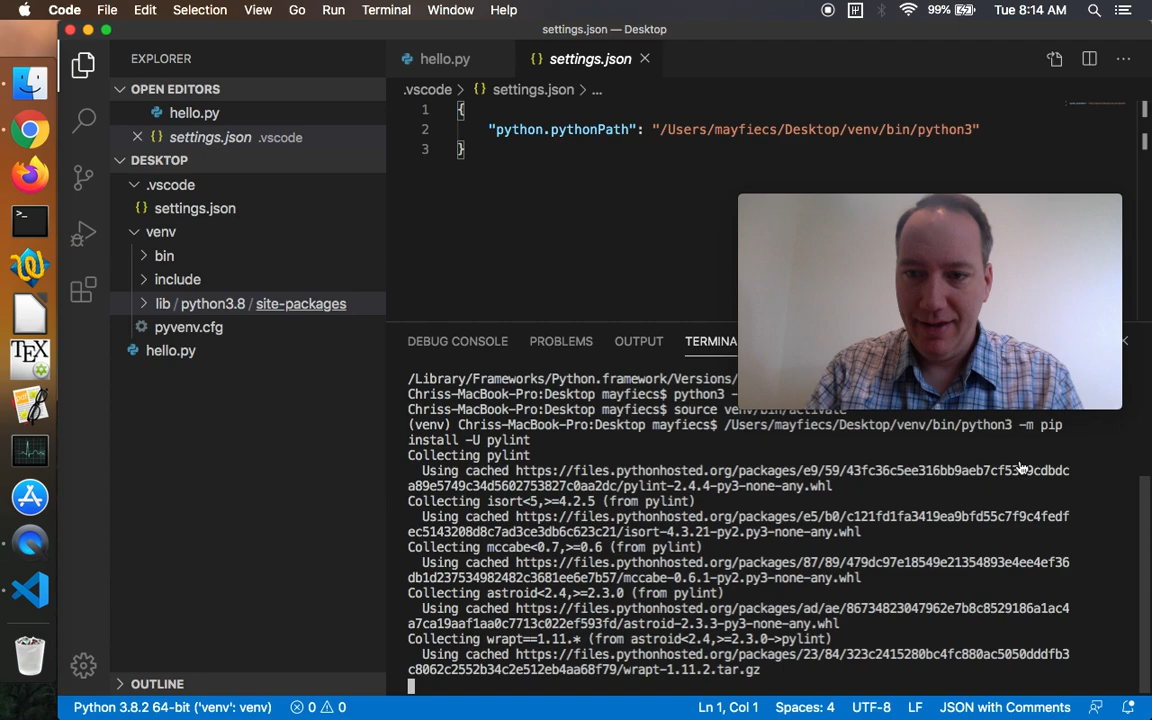 Code File Edit Selection View Go Run Terminal Window Help 99% Tue 8:14 AM
settings.json — Desktop
EXPLORER
OPEN EDITORS
hello.py
settings.json .vscode
DESKTOP
.vscode
{} settings.json
venv
bin
include
lib / python3.8 / site-packages
pyvenv.cfg
hello.py
OUTLINE
hello.py {} settings.json
.vscode > {} settings.json > ...
1 {
2 "python.pythonPath": "/Users/mayfiecs/Desktop/venv/bin/python3"
3 }
DEBUG CONSOLE PROBLEMS OUTPUT
/Library/Frameworks/Python.framework/Versions/
Chriss-MacBook-Pro:Desktop mayfiecs$ python3 -
Chriss-MacBook-Pro:Desktop mayfiecs$ source venv/bin/activate
(venv) Chriss-MacBook-Pro:Desktop mayfiecs$ /Users/mayfiecs/Desktop/venv/bin/python3 -m pip
install -U pylint
Collecting pylint
Using cached
a89e5749c34d5602753827c0aa2dc/pylint-2.4.4-py3-none-any.whl
Collecting isort<5,>=4.2.5 (from pylint)
Using cached https://files.pythonhosted.org/packages/e5/b0/c121fd1fa3419ea9bfd55c7f9c4fedf
ec5143208d8c7ad3ce3db6c623c21/isort-4.3.21-py2.py3-none-any.whl
Collecting mccabe<0.7,>=0.6 (from pylint)
Using cached https://files.pythonhosted.org/packages/87/89/479dc97e18549e21354893e4ee4ef36
db1d237534982482c3681ee6e7b57/mccabe-0.6.1-py2.py3-none-any.whl
Collecting astroid<2.4,>=2.3.0 (from pylint)
Using cached https://files.pythonhosted.org/packages/ad/ae/86734823047962e7b8c8529186a1ac4
a7ca19aaf1aa0c7713c022ef593fd/astroid-2.3.3-py3-none-any.whl
Collecting wrapt==1.11.* (from astroid<2.4,>=2.3.0->pylint)
Using cached https://files.pythonhosted.org/packages/23/84/323c2415280bc4fc880ac5050dddfb3
c8062c2552b34c2e512eb4aa68f79/wrapt-1.11.2.tar.gz
Python 3.8.2 64-bit ('venv': venv) 0 0 Ln 1, Col 1 Spaces: 4 UTF-8 LF JSON with Comments
TEX